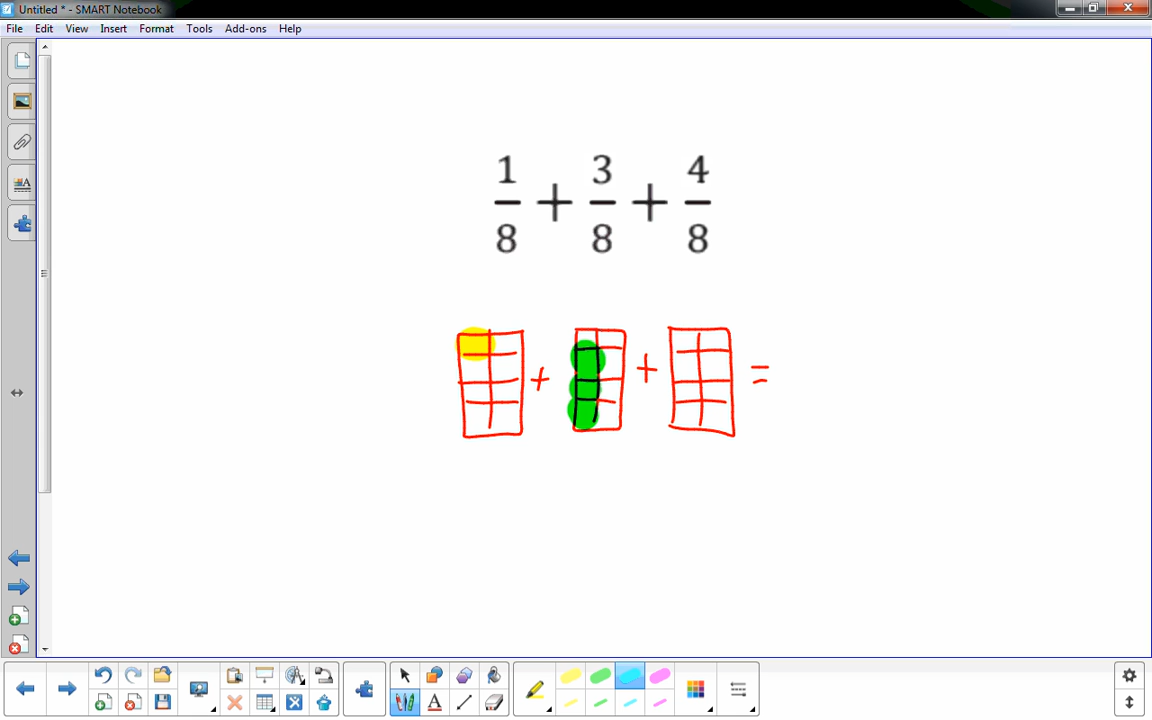 Untitled * - SMART Notebook
File Edit View Insert Format Tools Add-ons Help
1/8 + 3/8 + 4/8
+ + =